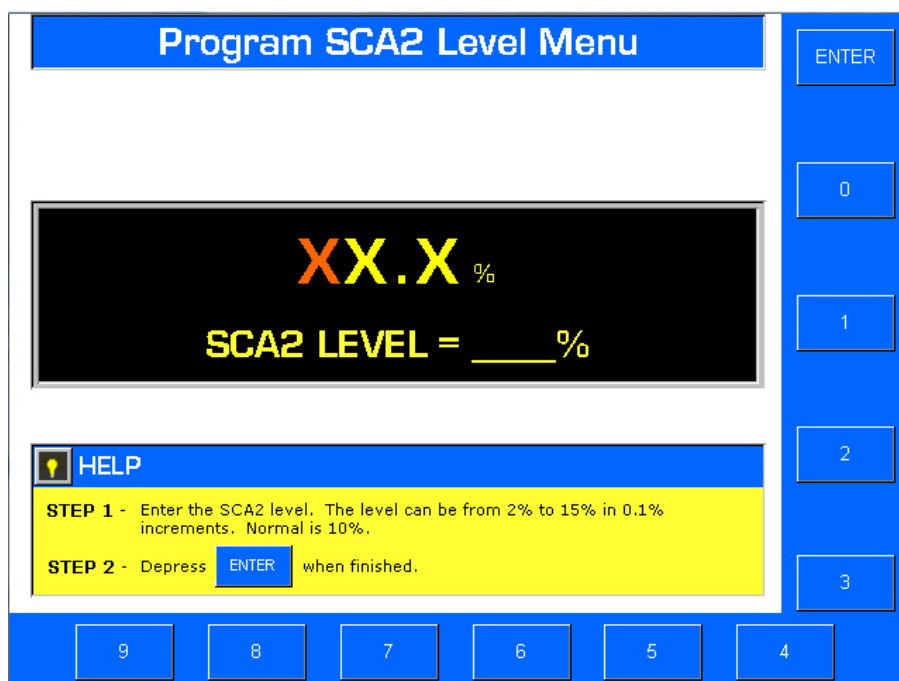 Program SCA2 Level Menu
ENTER
0
XX.X %
1
SCA2 LEVEL = ____%
2
HELP
STEP 1 - Enter the SCA2 level. The level can be from 2% to 15% in 0.1%
increments. Normal is 10%.
STEP 2 - Depress ENTER when finished.
3
9 8 7 6 5 4